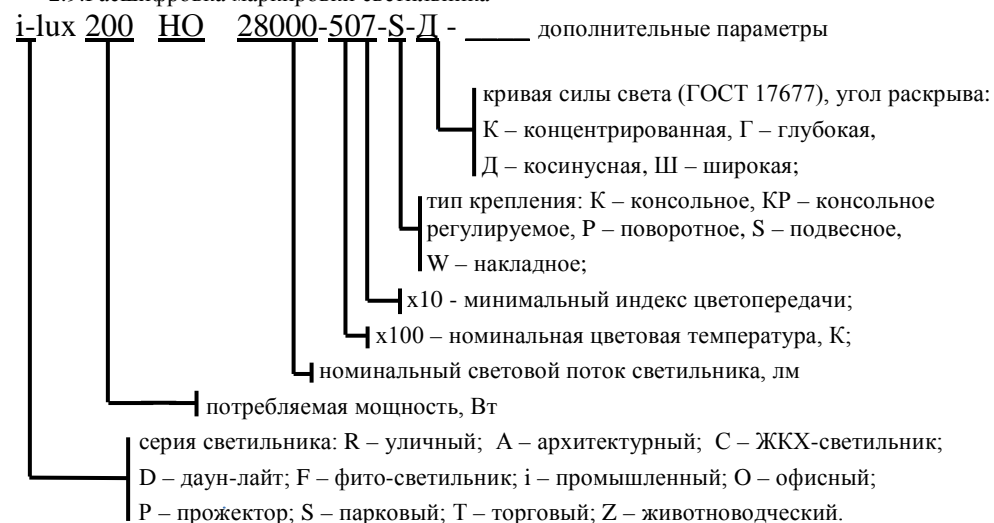 2.9.Расшифровка маркировки светильника
i-lux 200 НО 28000-507-S-Д - _____ дополнительные параметры
кривая силы света (ГОСТ 17677), угол раскрыва:
К – концентрированная, Г – глубокая,
Д – косинусная, Ш – широкая;
тип крепления: К – консольное, КР – консольное
регулируемое, Р – поворотное, S – подвесное,
W – накладное;
х10 - минимальный индекс цветопередачи;
х100 – номинальная цветовая температура, К;
номинальный световой поток светильника, лм
потребляемая мощность, Вт
серия светильника: R – уличный; А – архитектурный; С – ЖКХ-светильник;
D – даун-лайт; F – фито-светильник; i – промышленный; О – офисный;
Р – прожектор; S – парковый; Т – торговый; Z – животноводческий.